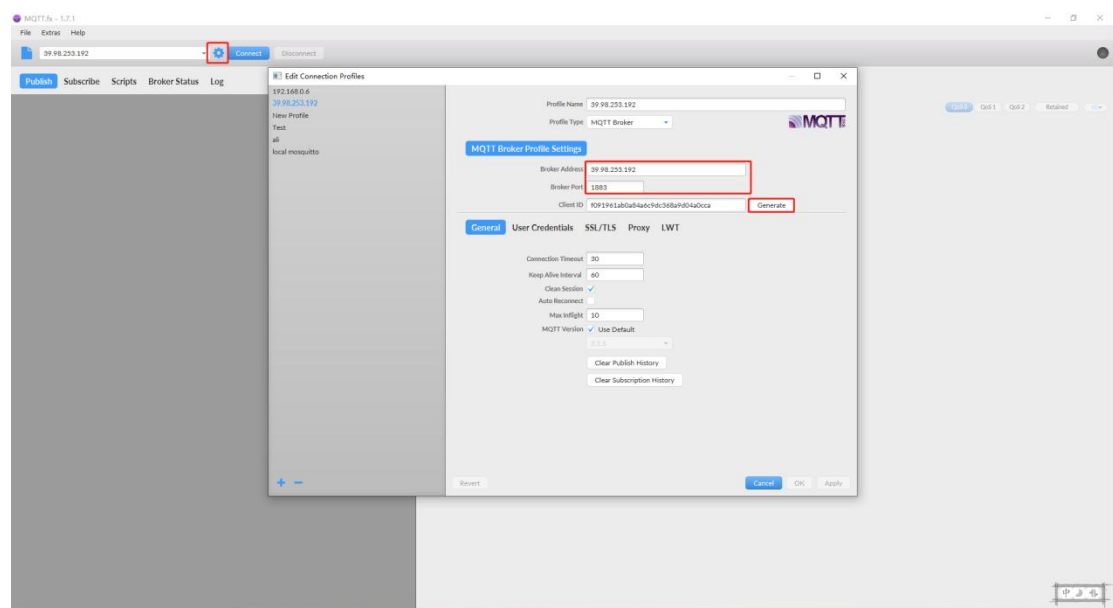 MQTT.fx - 1.7.1
File Extras Help
39.98.253.192 Connect Disconnect
Publish Subscribe Scripts Broker Status Log
Edit Connection Profiles
192.168.0.6
39.98.253.192
New Profile
Test
ali
local mosquitto
Profile Name 39.98.253.192
Profile Type MQTT Broker
MQTT
MQTT Broker Profile Settings
Broker Address 39.98.253.192
Broker Port 1883
Client ID f091961ab0a84a6c9dc368a9d04a0cca Generate
General User Credentials SSL/TLS Proxy LWT
Connection Timeout 30
Keep Alive Interval 60
Clean Session
Auto Reconnect
Max Inflight 10
MQTT Version Use Default
3.1.1
Clear Publish History
Clear Subscription History
Revert Cancel OK Apply
QoS 0 QoS 1 QoS 2 Retained
中